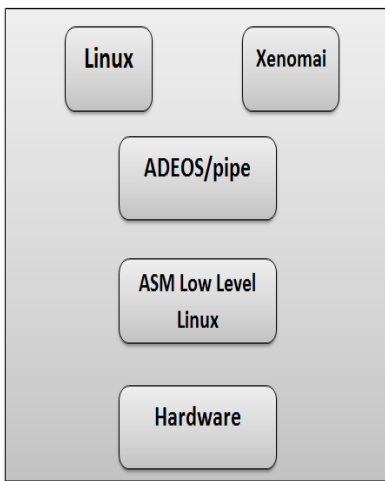 Linux
Xenomai
ADEOS/pipe
ASM Low Level
Linux
Hardware